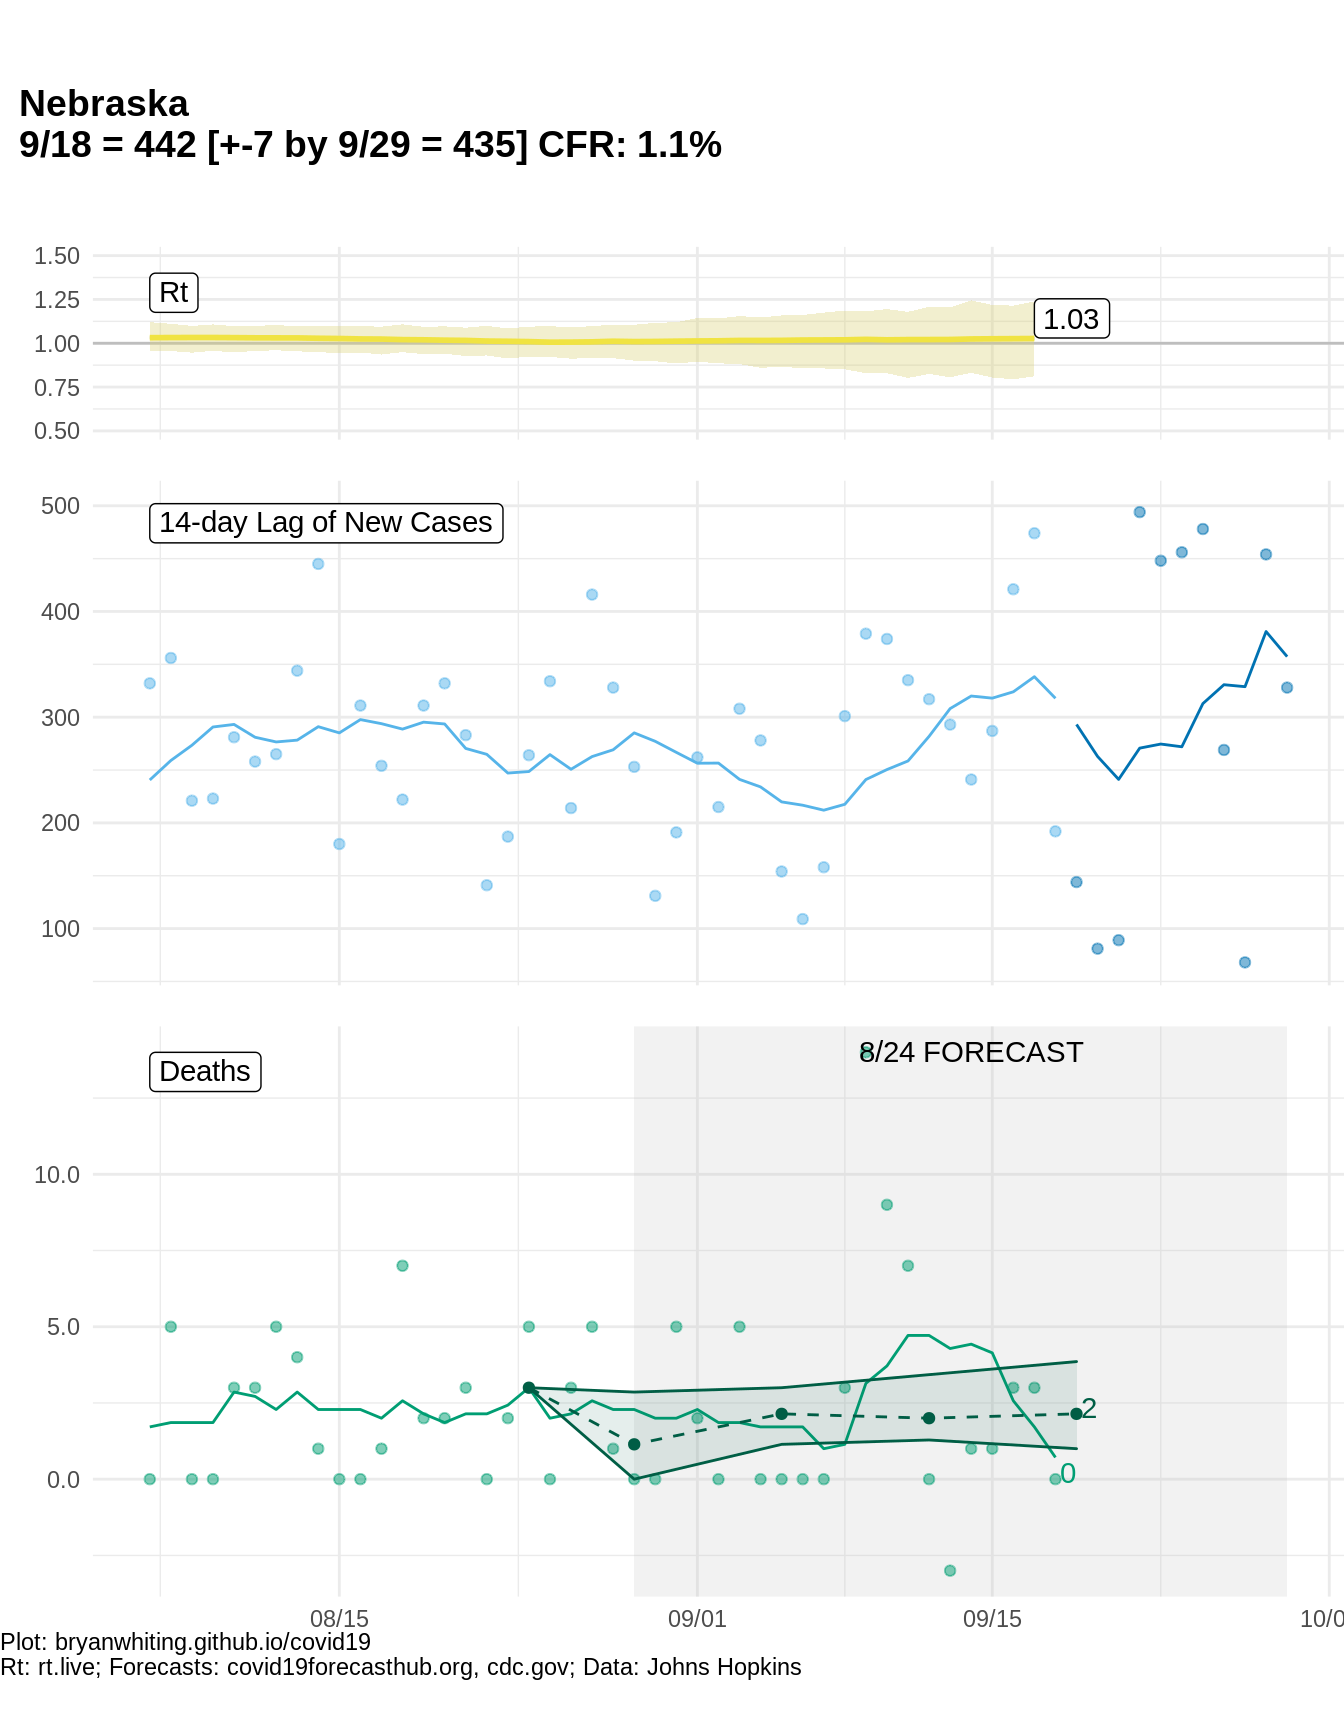 Nebraska
9/18 = 442 [+-7 by 9/29 = 435] CFR: 1.1%
1.50
Rt
1.25
1.03
1.00
0.75
0.50
500
14-day Lag of New Cases
400
300
200
100
8/24 FORECAST
Deaths
10.0
5.0
2
0
0.0
08/15
09/01
09/15
10/0
Plot: bryanwhiting.github.io/covid19
Rt: rt.live; Forecasts: covid19forecasthub.org, cdc.gov; Data: Johns Hopkins